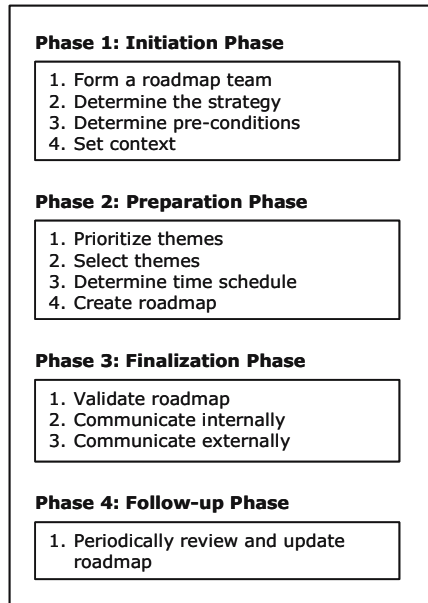 Phase 1: Initiation Phase
1. Form a roadmap team
2. Determine the strategy
3. Determine pre-conditions
4. Set context
Phase 2: Preparation Phase
1. Prioritize themes
2. Select themes
3. Determine time schedule
4. Create roadmap
Phase 3: Finalization Phase
1. Validate roadmap
2. Communicate internally
3. Communicate externally
Phase 4: Follow-up Phase
1. Periodically review and update
roadmap